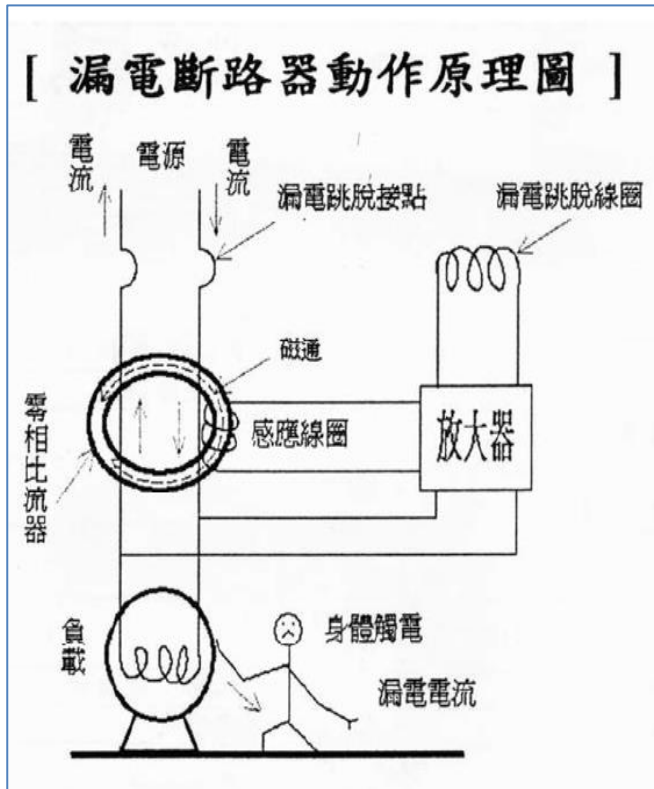 [ 漏電斷路器動作原理圖 ]
電流
電源
電流
漏電跳脫接點
漏電跳脫線圈
磁通
零相比流器
感應線圈
放大器
負載
身體觸電
漏電電流